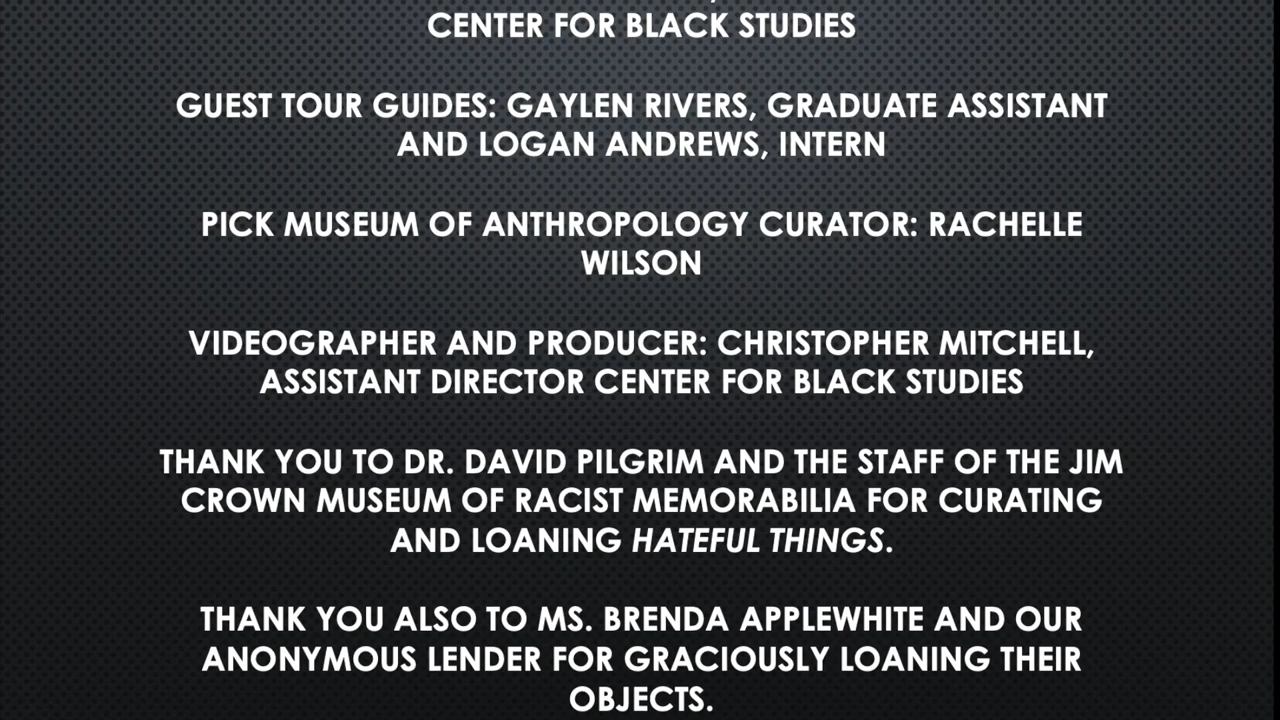 CENTER FOR BLACK STUDIES
GUEST TOUR GUIDES: GAYLEN RIVERS, GRADUATE ASSISTANT
AND LOGAN ANDREWS, INTERN
PICK MUSEUM OF ANTHROPOLOGY CURATOR: RACHELLE
WILSON
VIDEOGRAPHER AND PRODUCER: CHRISTOPHER MITCHELL,
ASSISTANT DIRECTOR CENTER FOR BLACK STUDIES
THANK YOU TO DR. DAVID PILGRIM AND THE STAFF OF THE JIM
CROWN MUSEUM OF RACIST MEMORABILIA FOR CURATING
AND LOANING HATEFUL THINGS.
THANK YOU ALSO TO MS. BRENDA APPLEWHITE AND OUR
ANONYMOUS LENDER FOR GRACIOUSLY LOANING THEIR
OBJECTS.